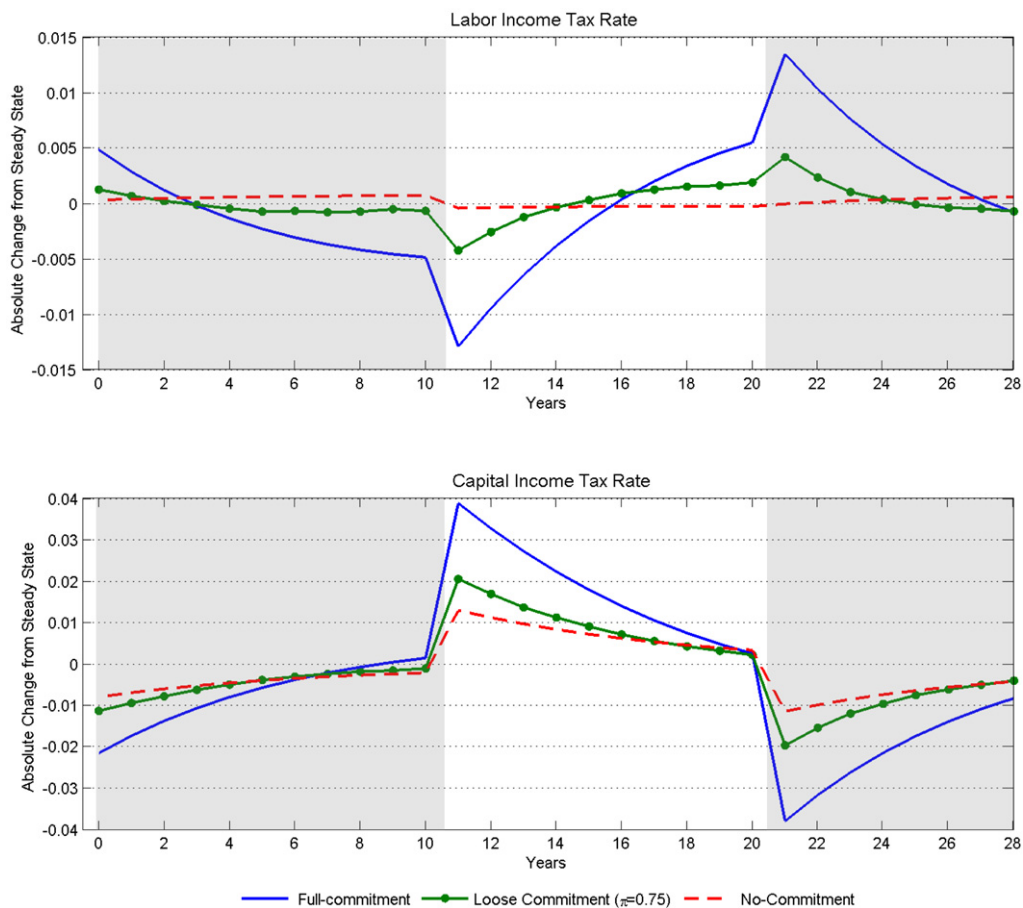 Labor Income Tax Rate
Absolute Change from Steady State
0.015
0.01
0.005
0
-0.005
-0.01
-0.015
0 2 4 6 8 10 12 14 16 18 20 22 24 26 28
Years
Capital Income Tax Rate
Absolute Change from Steady State
0.04
0.03
0.02
0.01
0
-0.01
-0.02
-0.03
-0.04
0 2 4 6 8 10 12 14 16 18 20 22 24 26 28
Years
Full-commitment Loose Commitment (π=0.75) No-Commitment